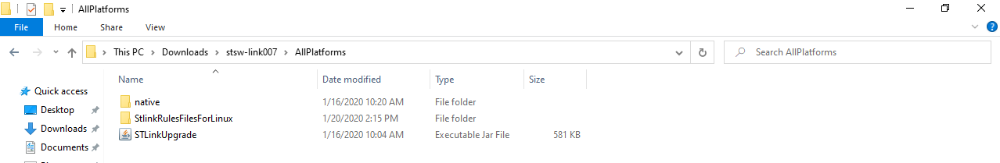 AllPlatforms
File Home Share View
This PC Downloads stsw-link007 AllPlatforms Search AllPlatforms
Name Date modified Type Size
Quick access
native 1/16/2020 10:20 AM File folder
Desktop
StlinkRulesFilesForLinux 1/20/2020 2:15 PM File folder
Downloads
STLinkUpgrade 1/16/2020 10:04 AM Executable Jar File 581 KB
Documents